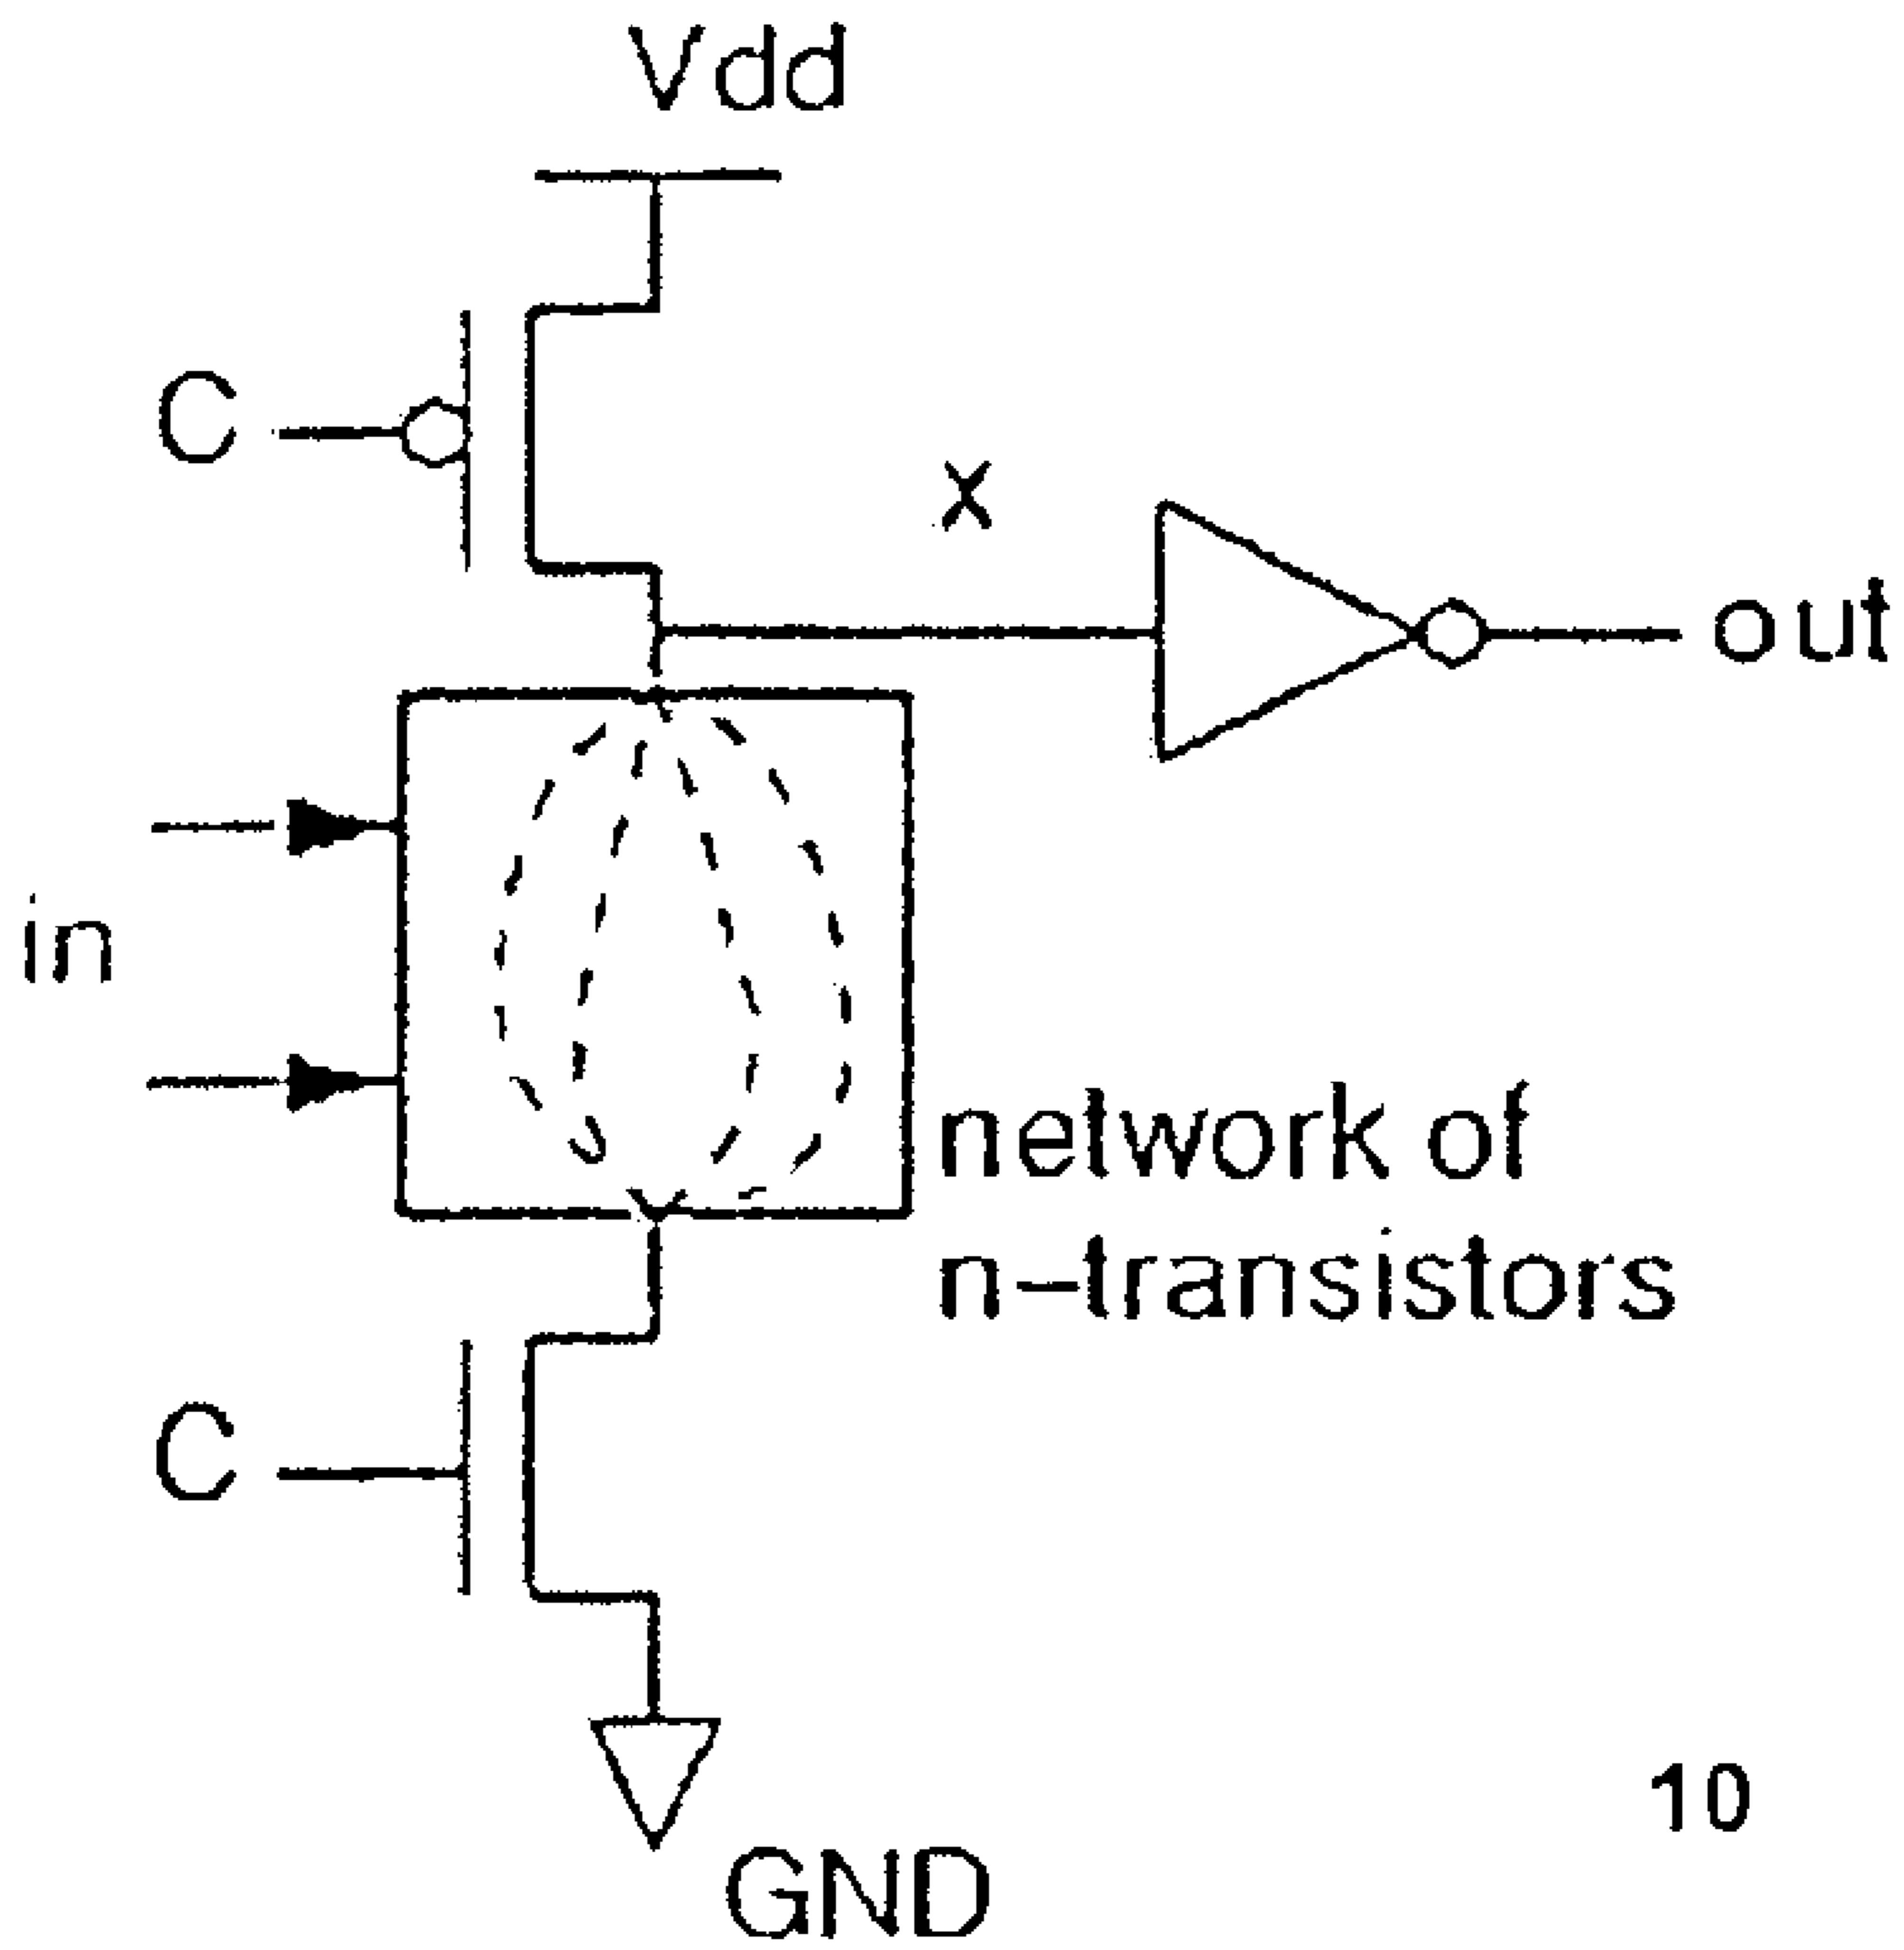 Vdd
C
x
out
in
network of
n-transistors
C
10
GND